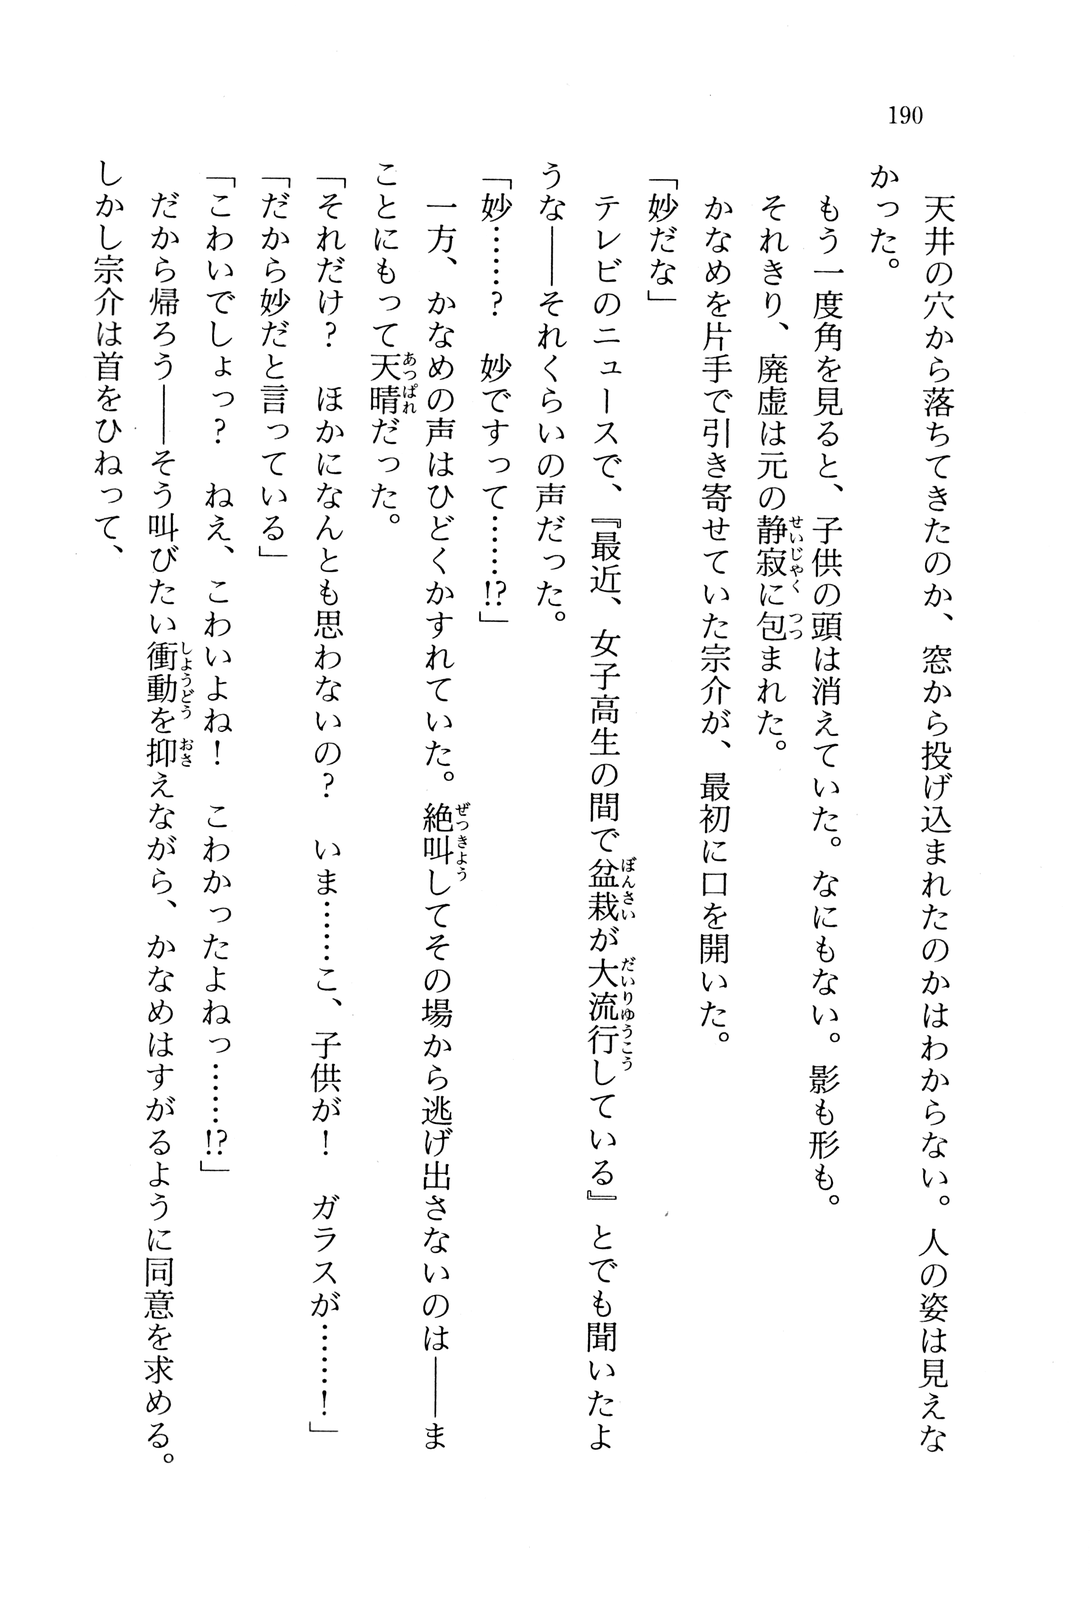 190
天井の穴から落ちてきたのか、窓から投げ込まれたのかはわからない。人の姿は見えな
かった。
もう一度角を見ると、子供の頭は消えていた。なにもない。影も形も。
それきり、廃虚は元の静寂に包まれた。
かなめを片手で引き寄せていた宗介が、最初に口を開いた。
「妙だな」
テレビのニュースで、『最近、女子高生の間で盆栽が大流行している』とでも聞いたよ
うな――それくらいの声だった。
「妙……？　妙ですって……!?」
一方、かなめの声はひどくかすれていた。絶叫してその場から逃げ出さないのは――ま
ことにもって天晴だった。
「それだけ？　ほかになんとも思わないの？　いま……こ、子供が！　ガラスが……！」
「だから妙だと言っている」
「こわいでしょっ？　ねえ、こわいよね！　こわかったよねっ……!?」
だから帰ろう――そう叫びたい衝動を抑えながら、かなめはすがるように同意を求める。
しかし宗介は首をひねって、